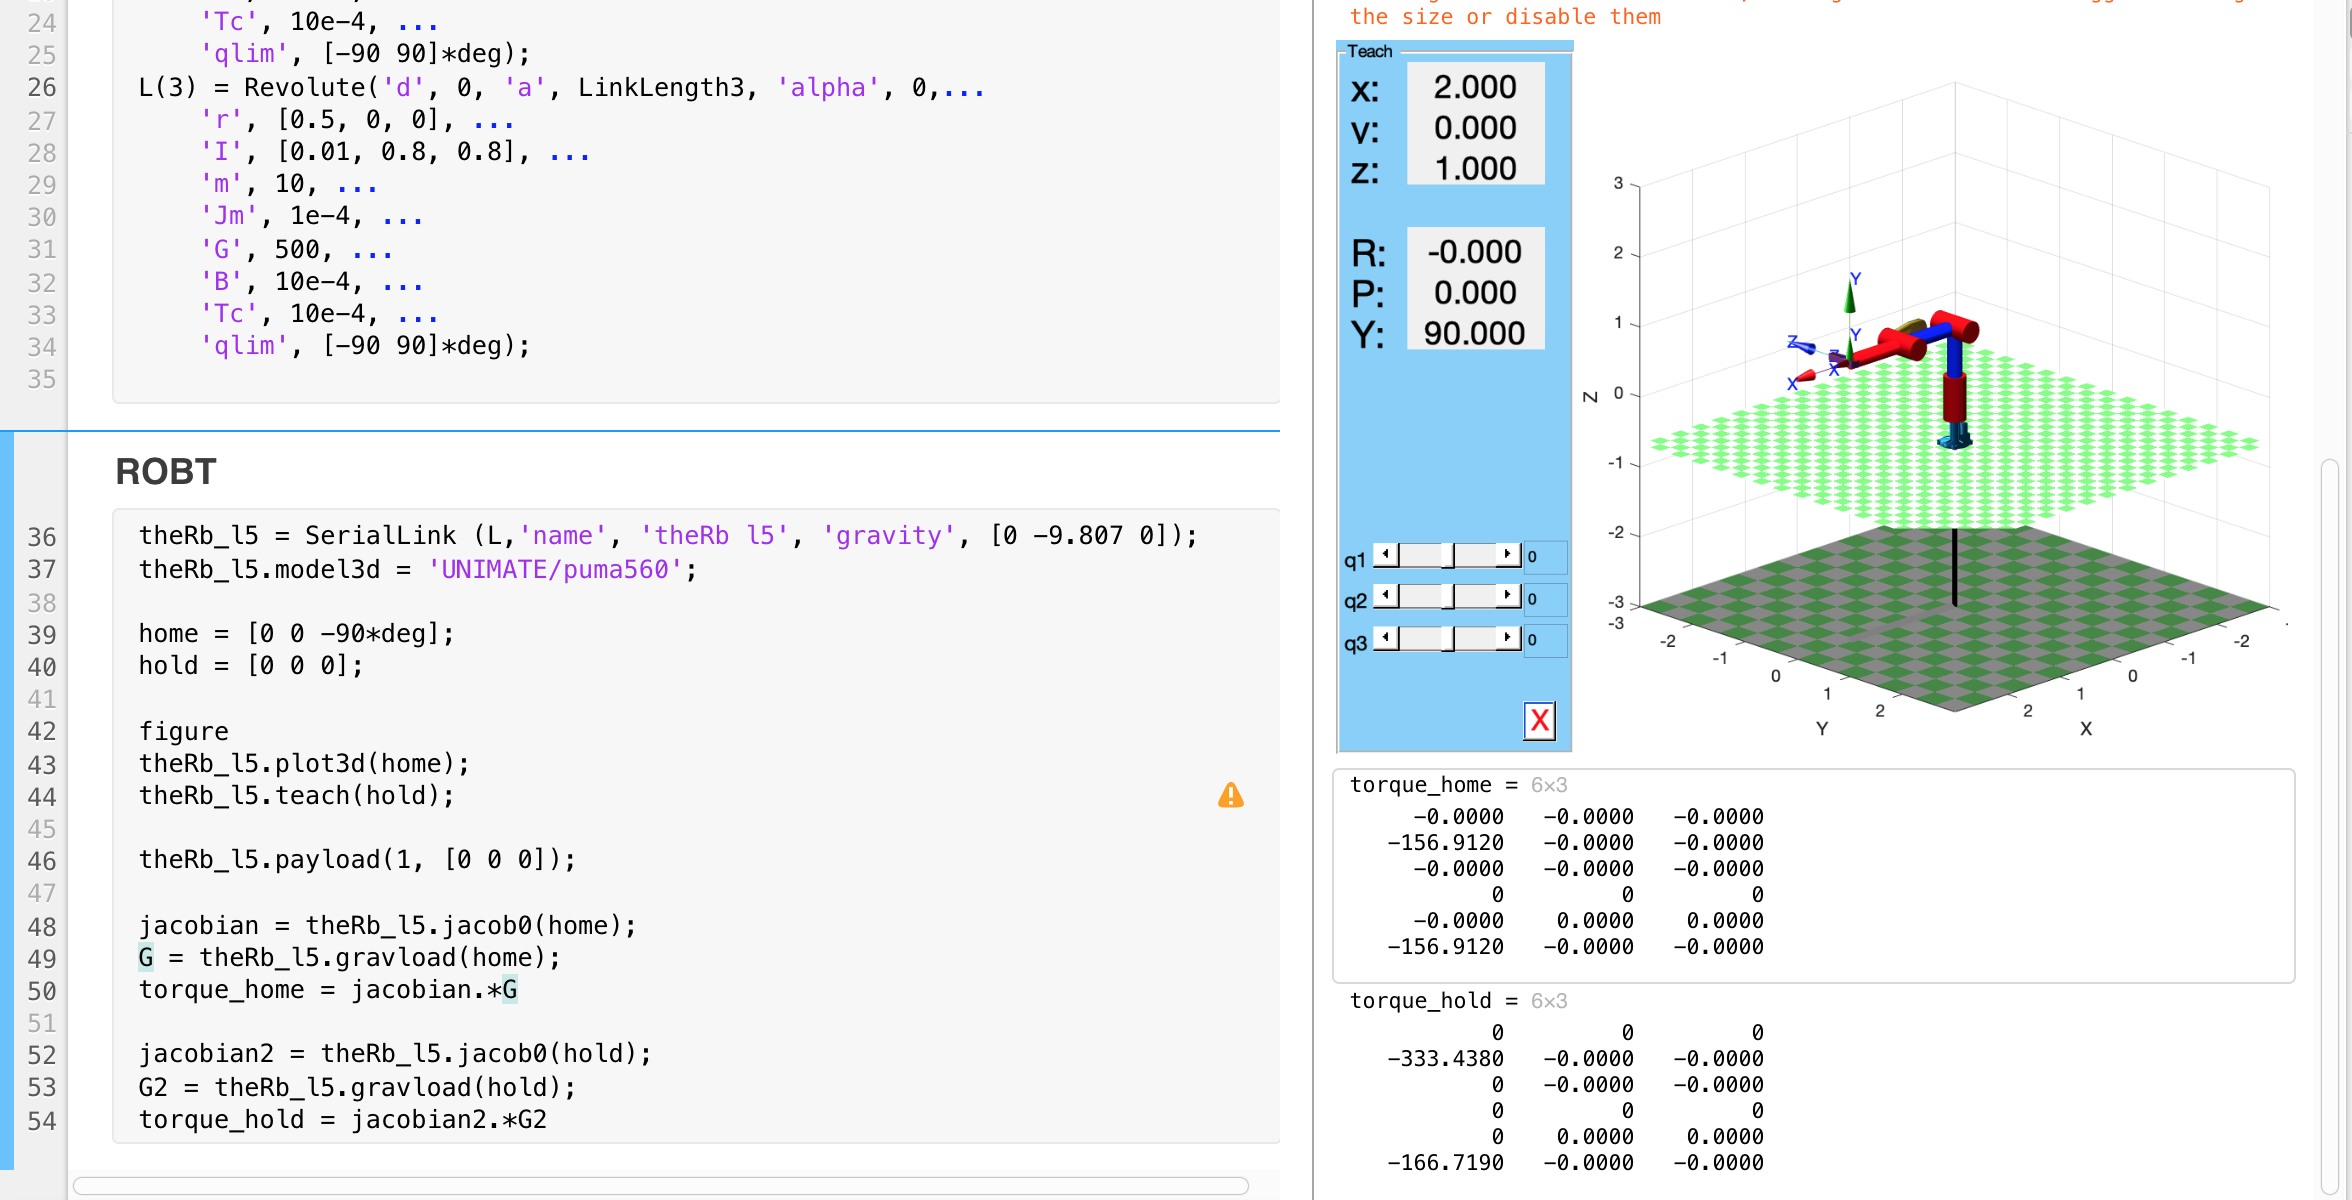 24 'Tc', 10e-4, ...
25 'qlim', [-90 90]*deg);
26 L(3) = Revolute('d', 0, 'a', LinkLength3, 'alpha', 0,...
27 'r', [0.5, 0, 0], ...
28 'I', [0.01, 0.8, 0.8], ...
29 'm', 10, ...
30 'Jm', 1e-4, ...
31 'G', 500, ...
32 'B', 10e-4, ...
33 'Tc', 10e-4, ...
34 'qlim', [-90 90]*deg);
35
ROBT
36 theRb_l5 = SerialLink (L,'name', 'theRb l5', 'gravity', [0 -9.807 0]);
37 theRb_l5.model3d = 'UNIMATE/puma560';
38
39 home = [0 0 -90*deg];
40 hold = [0 0 0];
41
42 figure
43 theRb_l5.plot3d(home);
44 theRb_l5.teach(hold);
45
46 theRb_l5.payload(1, [0 0 0]);
47
48 jacobian = theRb_l5.jacob0(home);
49 G = theRb_l5.gravload(home);
50 torque_home = jacobian.*G
51
52 jacobian2 = theRb_l5.jacob0(hold);
53 G2 = theRb_l5.gravload(hold);
54 torque_hold = jacobian2.*G2
the size or disable them
Teach
x: 2.000
y: 0.000
z: 1.000
R: -0.000
P: 0.000
Y: 90.000
q1 0
q2 0
q3 0
X
3
2
1
0
-1
-2
-3
Z
Y
Y
Z
Z
X
X
-3
-2
-1
0
1
2
Y
2
1
0
-1
-2
X
torque_home = 6×3
-0.0000 -0.0000 -0.0000
-156.9120 -0.0000 -0.0000
-0.0000 -0.0000 -0.0000
0 0 0
-0.0000 0.0000 0.0000
-156.9120 -0.0000 -0.0000
torque_hold = 6×3
0 0 0
-333.4380 -0.0000 -0.0000
0 -0.0000 -0.0000
0 0 0
0 0.0000 0.0000
-166.7190 -0.0000 -0.0000